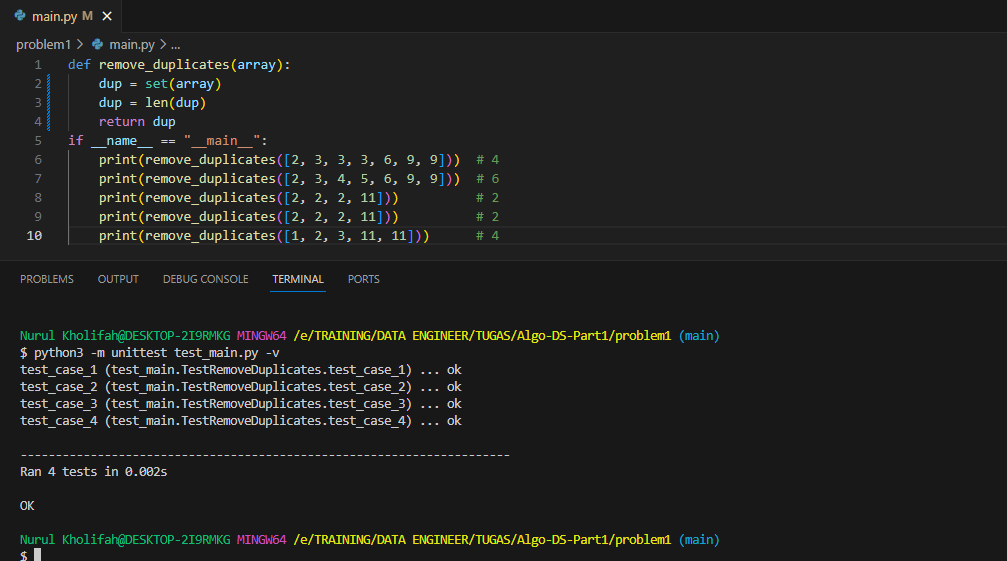 main.py M ×
problem1 > main.py > ...
1 def remove_duplicates(array):
2     dup = set(array)
3     dup = len(dup)
4     return dup
5 if __name__ == "__main__":
6     print(remove_duplicates([2, 3, 3, 3, 6, 9, 9]))  # 4
7     print(remove_duplicates([2, 3, 4, 5, 6, 9, 9]))  # 6
8     print(remove_duplicates([2, 2, 2, 11]))          # 2
9     print(remove_duplicates([2, 2, 2, 11]))          # 2
10     print(remove_duplicates([1, 2, 3, 11, 11]))      # 4
PROBLEMS OUTPUT DEBUG CONSOLE TERMINAL PORTS
Nurul Kholifah@DESKTOP-2I9RMKG MINGW64 /e/TRAINING/DATA ENGINEER/TUGAS/Algo-DS-Part1/problem1 (main)
$ python3 -m unittest test_main.py -v
test_case_1 (test_main.TestRemoveDuplicates.test_case_1) ... ok
test_case_2 (test_main.TestRemoveDuplicates.test_case_2) ... ok
test_case_3 (test_main.TestRemoveDuplicates.test_case_3) ... ok
test_case_4 (test_main.TestRemoveDuplicates.test_case_4) ... ok
----------------------------------------------------------------------
Ran 4 tests in 0.002s
OK
Nurul Kholifah@DESKTOP-2I9RMKG MINGW64 /e/TRAINING/DATA ENGINEER/TUGAS/Algo-DS-Part1/problem1 (main)
$